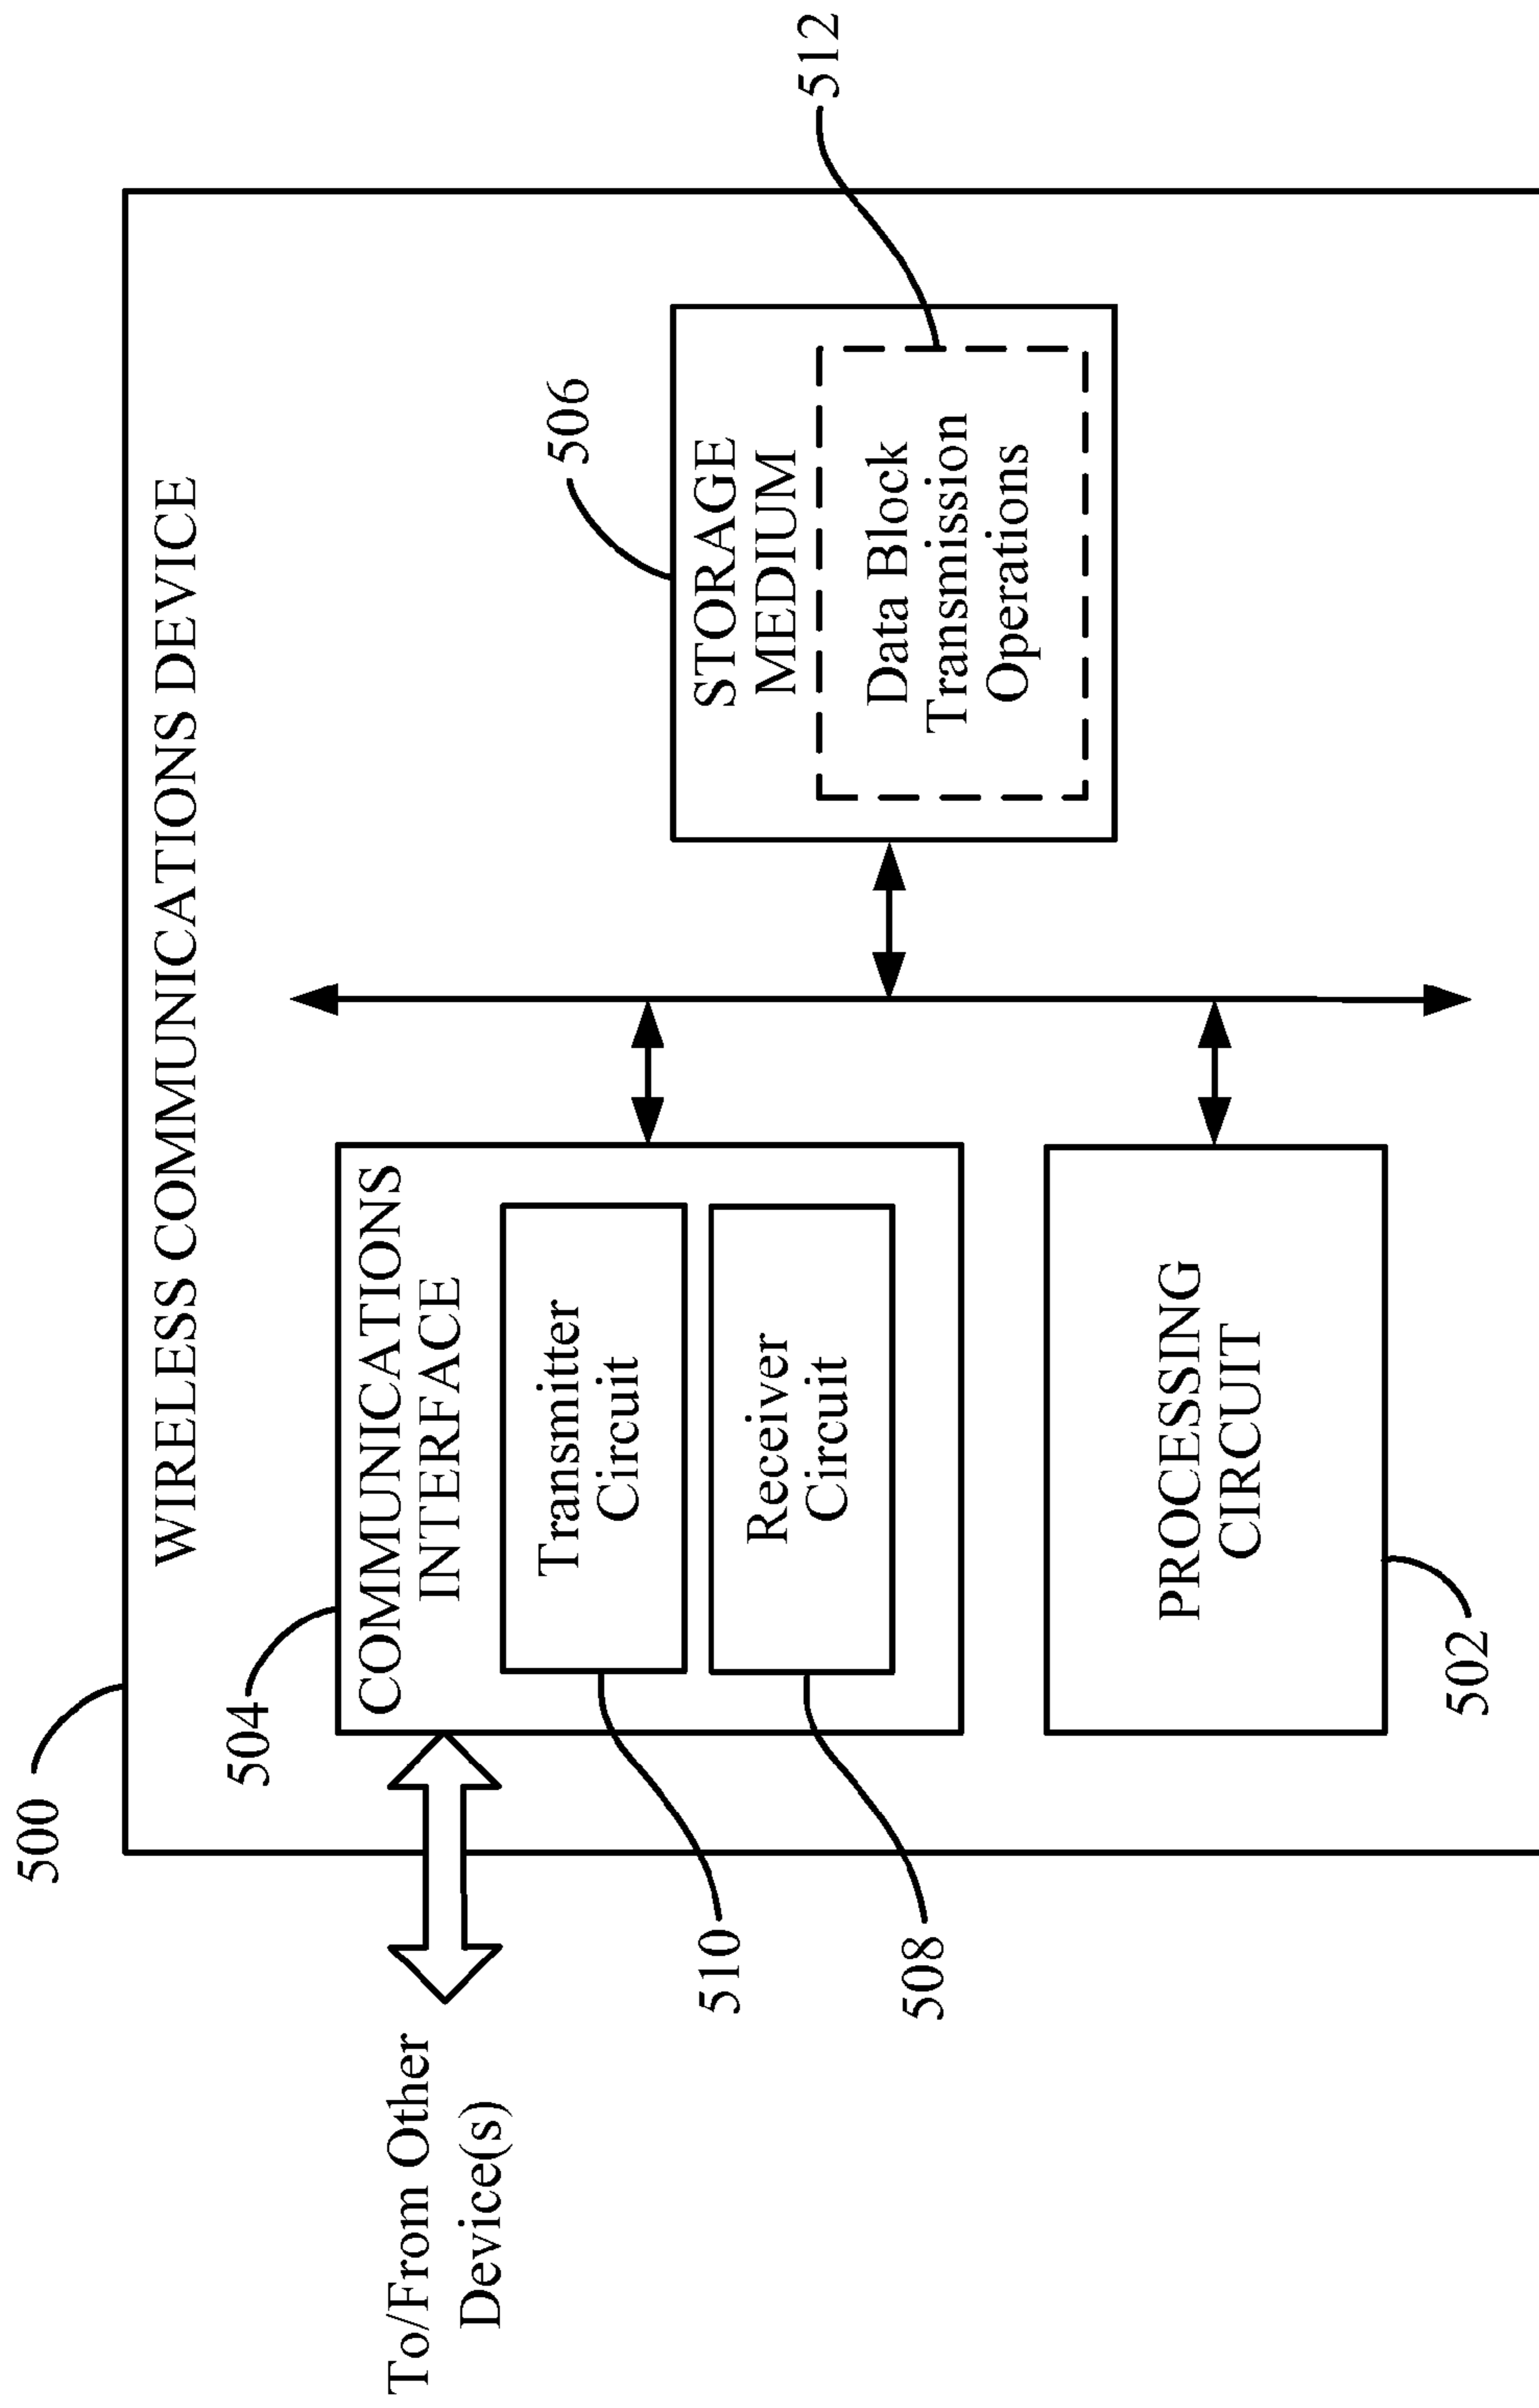 500
WIRELESS COMMUNICATIONS DEVICE
504
COMMUNICATIONS
INTERFACE
To/From Other
Device(s)
Transmitter
Circuit
510
Receiver
Circuit
508
506
STORAGE
MEDIUM
Data Block
Transmission
Operations
512
PROCESSING
CIRCUIT
502